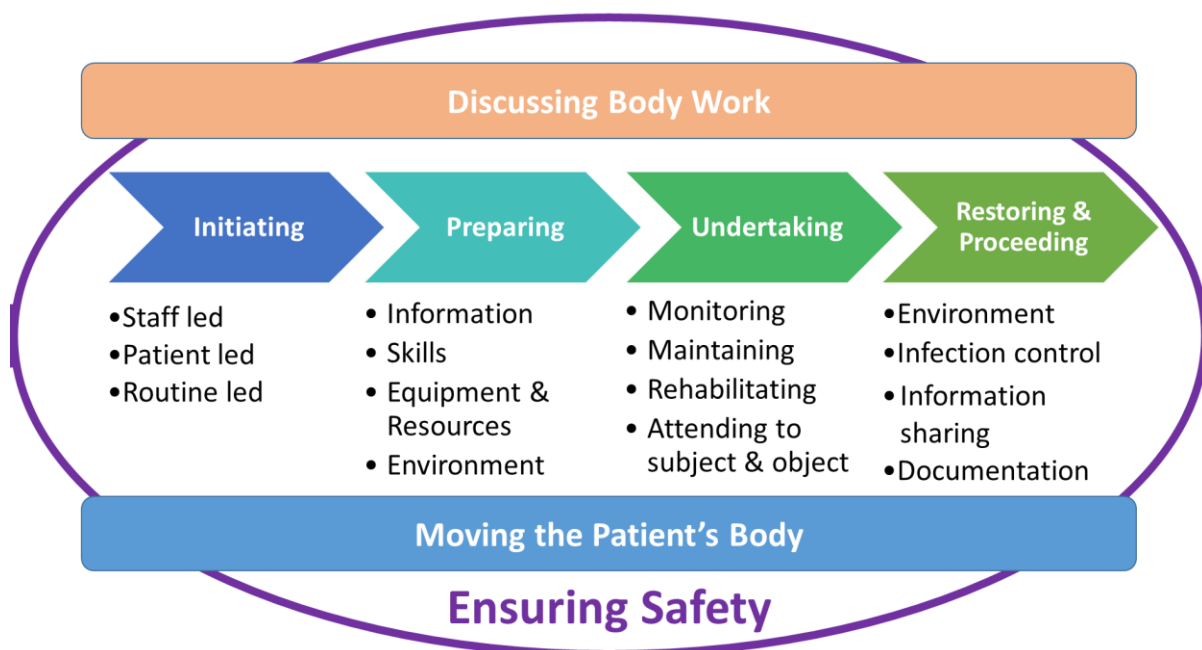 Discussing Body Work
Initiating
•Staff led
•Patient led
•Routine led
Preparing
• Information
• Skills
• Equipment &
Resources
• Environment
Undertaking
• Monitoring
• Maintaining
• Rehabilitating
• Attending to
subject & object
Restoring &
Proceeding
•Environment
•Infection control
• Information
sharing
•Documentation
Moving the Patient’s Body
Ensuring Safety